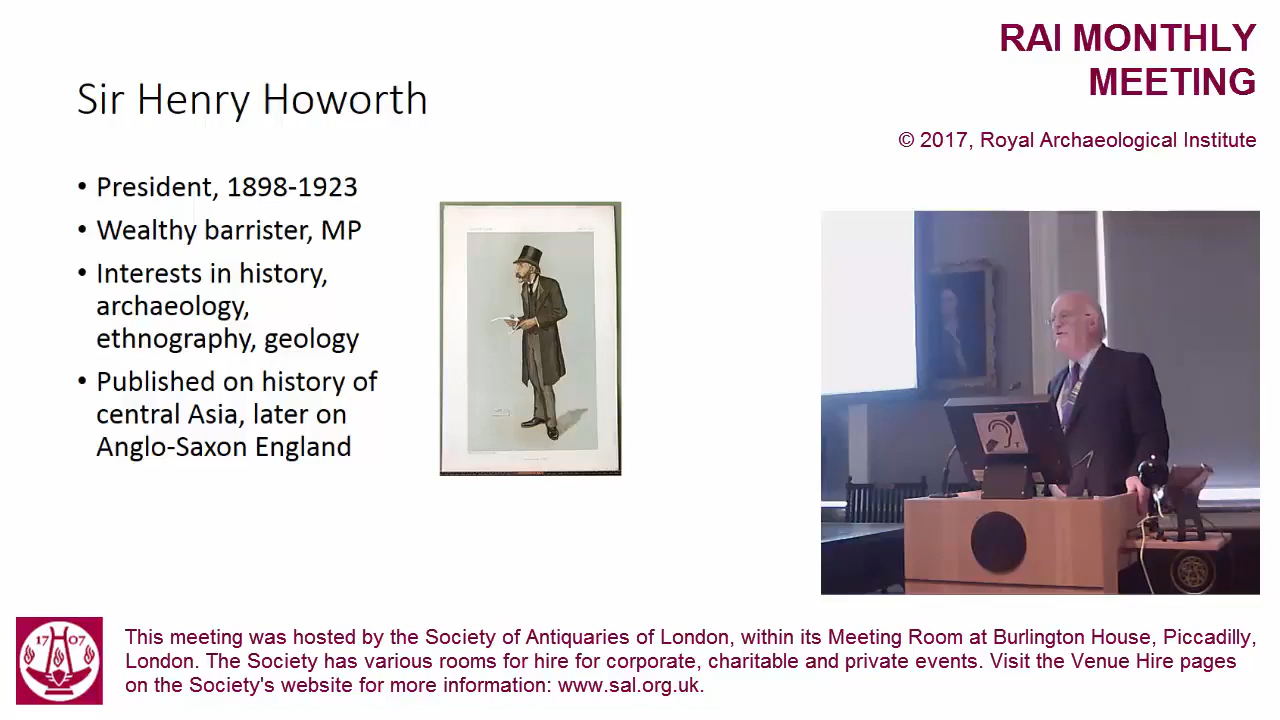 RAI MONTHLY
MEETING
© 2017, Royal Archaeological Institute
Sir Henry Howorth
• President, 1898-1923
• Wealthy barrister, MP
• Interests in history,
archaeology,
ethnography, geology
• Published on history of
central Asia, later on
Anglo-Saxon England
T
1707
This meeting was hosted by the Society of Antiquaries of London, within its Meeting Room at Burlington House, Piccadilly,
London. The Society has various rooms for hire for corporate, charitable and private events. Visit the Venue Hire pages
on the Society's website for more information: www.sal.org.uk.